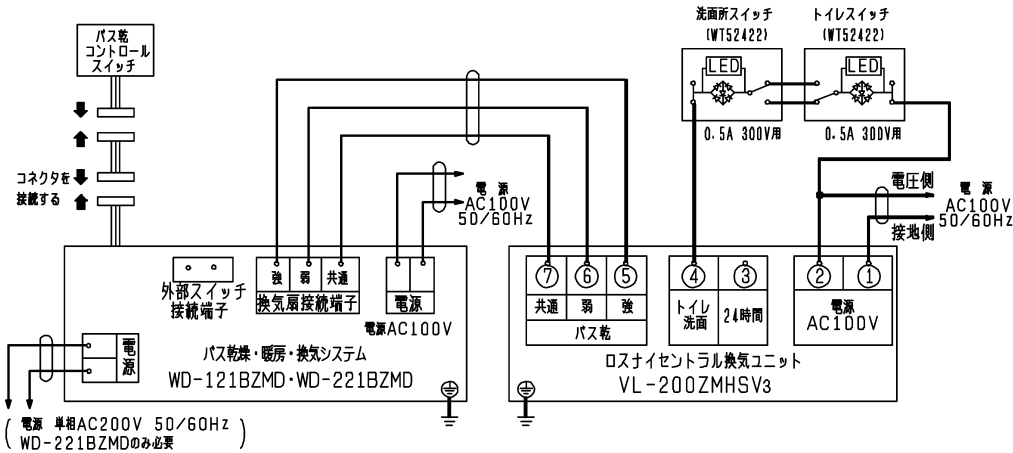 バス乾
コントロール
スイッチ
コネクタを
接続する
洗面所スイッチ
(WT52422)
トイレスイッチ
(WT52422)
LED
LED
0.5A 300V用
0.5A 300V用
電源
AC100V
50/60Hz
電圧側
接地側
電源
AC100V
50/60Hz
外部スイッチ
接続端子
強 弱 共通
換気扇接続端子
電源
電源AC100V
電源
バス乾燥・暖房・換気システム
WD-121BZMD・WD-221BZMD
(電源 単相AC200V 50/60Hz
WD-221BZMDのみ必要)
⑦ ⑥ ⑤
共通 弱 強
バス乾
④ ③
トイレ
洗面
24時間
② ①
電源
AC100V
ロスナイセントラル換気ユニット
VL-200ZMHSV3